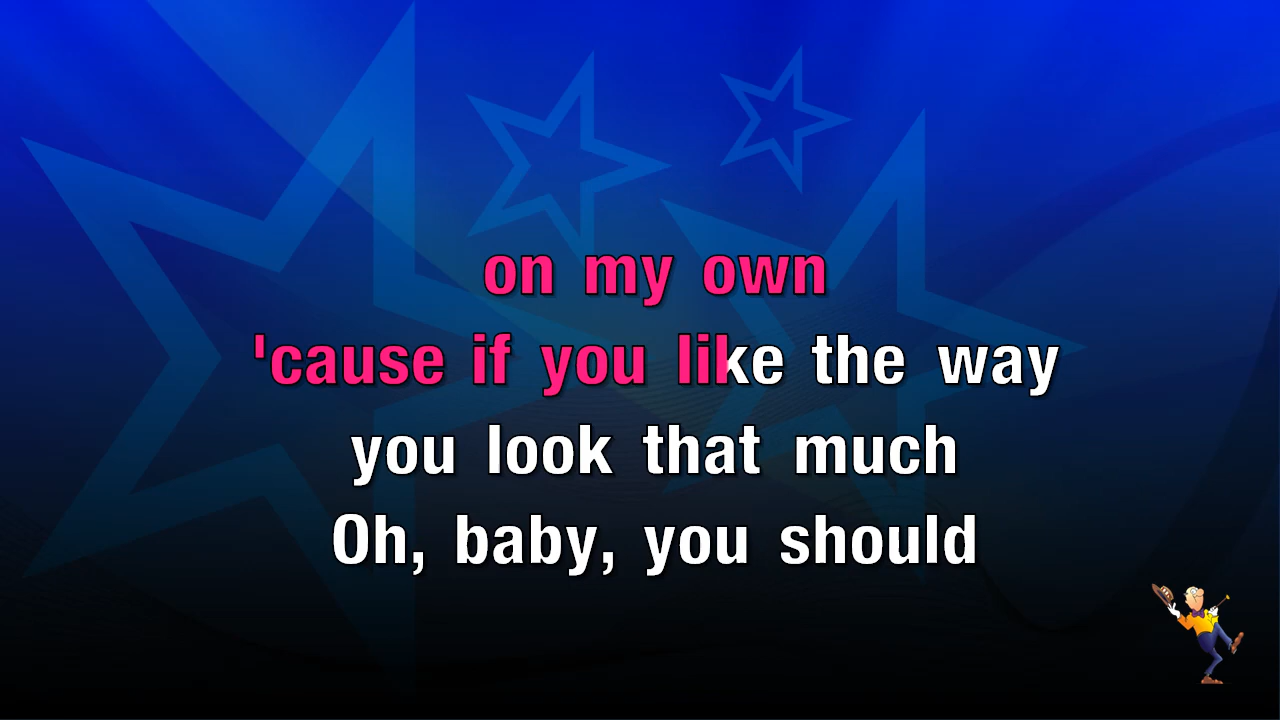 on my own
'cause if you like the way
you look that much
Oh, baby, you should